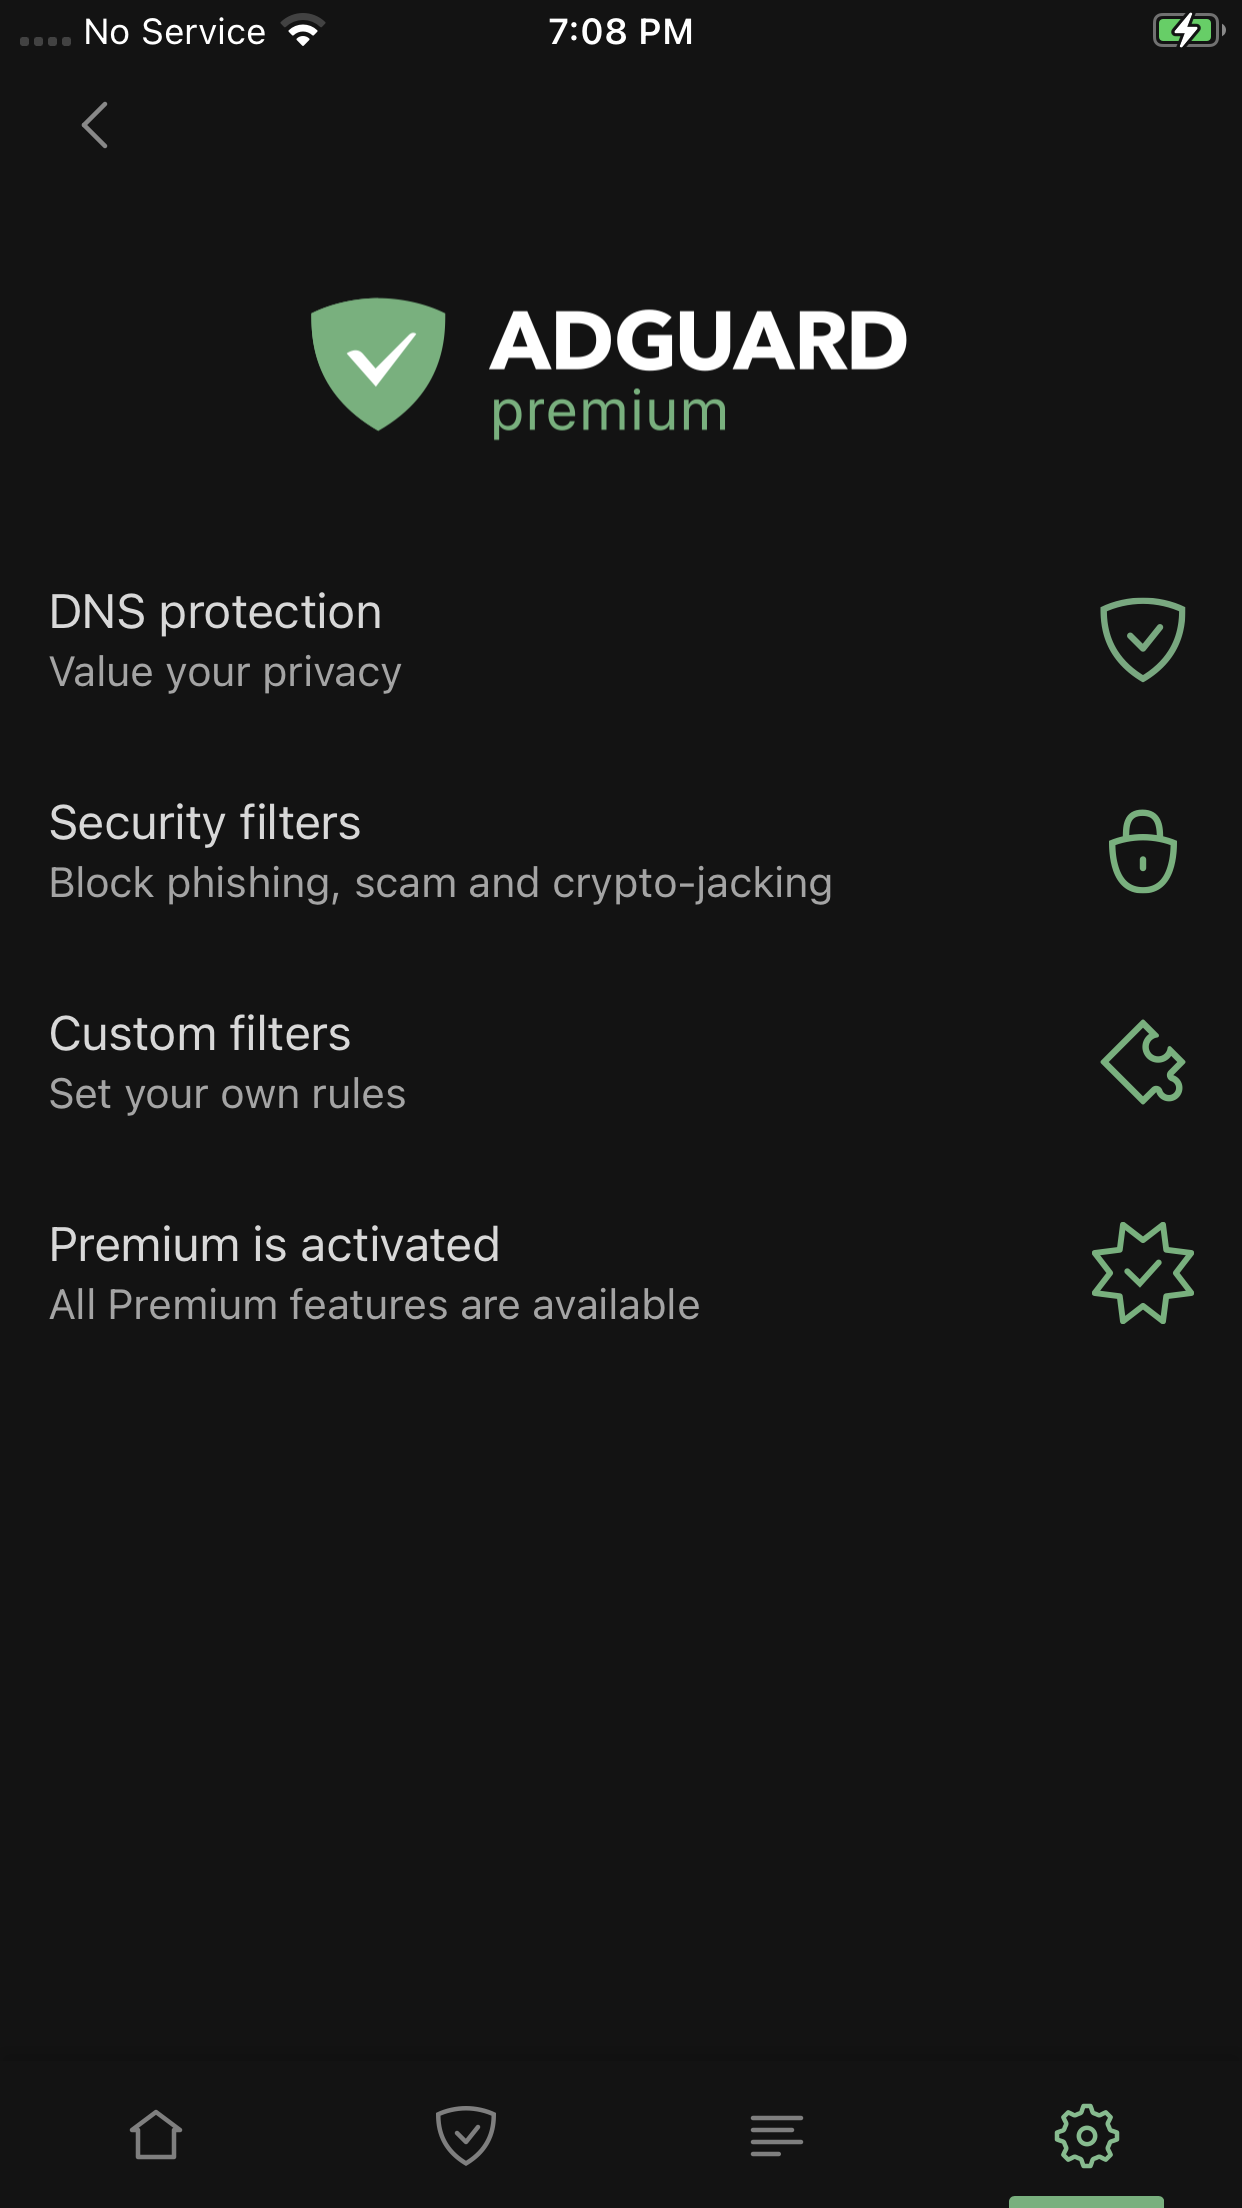 No Service
7:08 PM
ADGUARD
premium
DNS protection
Value your privacy
Security filters
Block phishing, scam and crypto-jacking
Custom filters
Set your own rules
Premium is activated
All Premium features are available